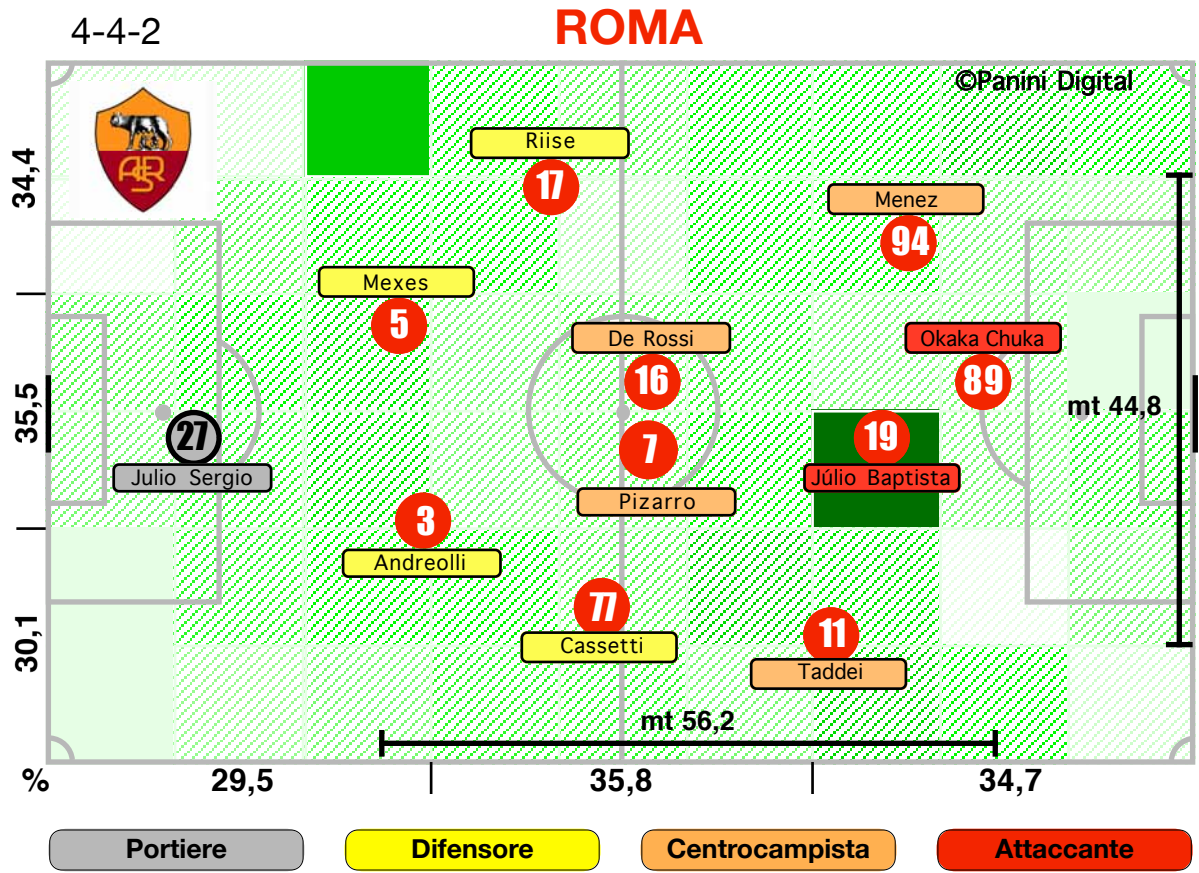 4-4-2
ROMA
©Panini Digital
ASR
34,4
35,5
30,1
Riise
17
Menez
94
Mexes
5
De Rossi
16
Okaka Chuka
89
mt 44,8
27
Julio Sergio
7
Pizarro
19
Júlio Baptista
3
Andreolli
77
Cassetti
11
Taddei
mt 56,2
% 29,5 35,8 34,7
Portiere Difensore Centrocampista Attaccante